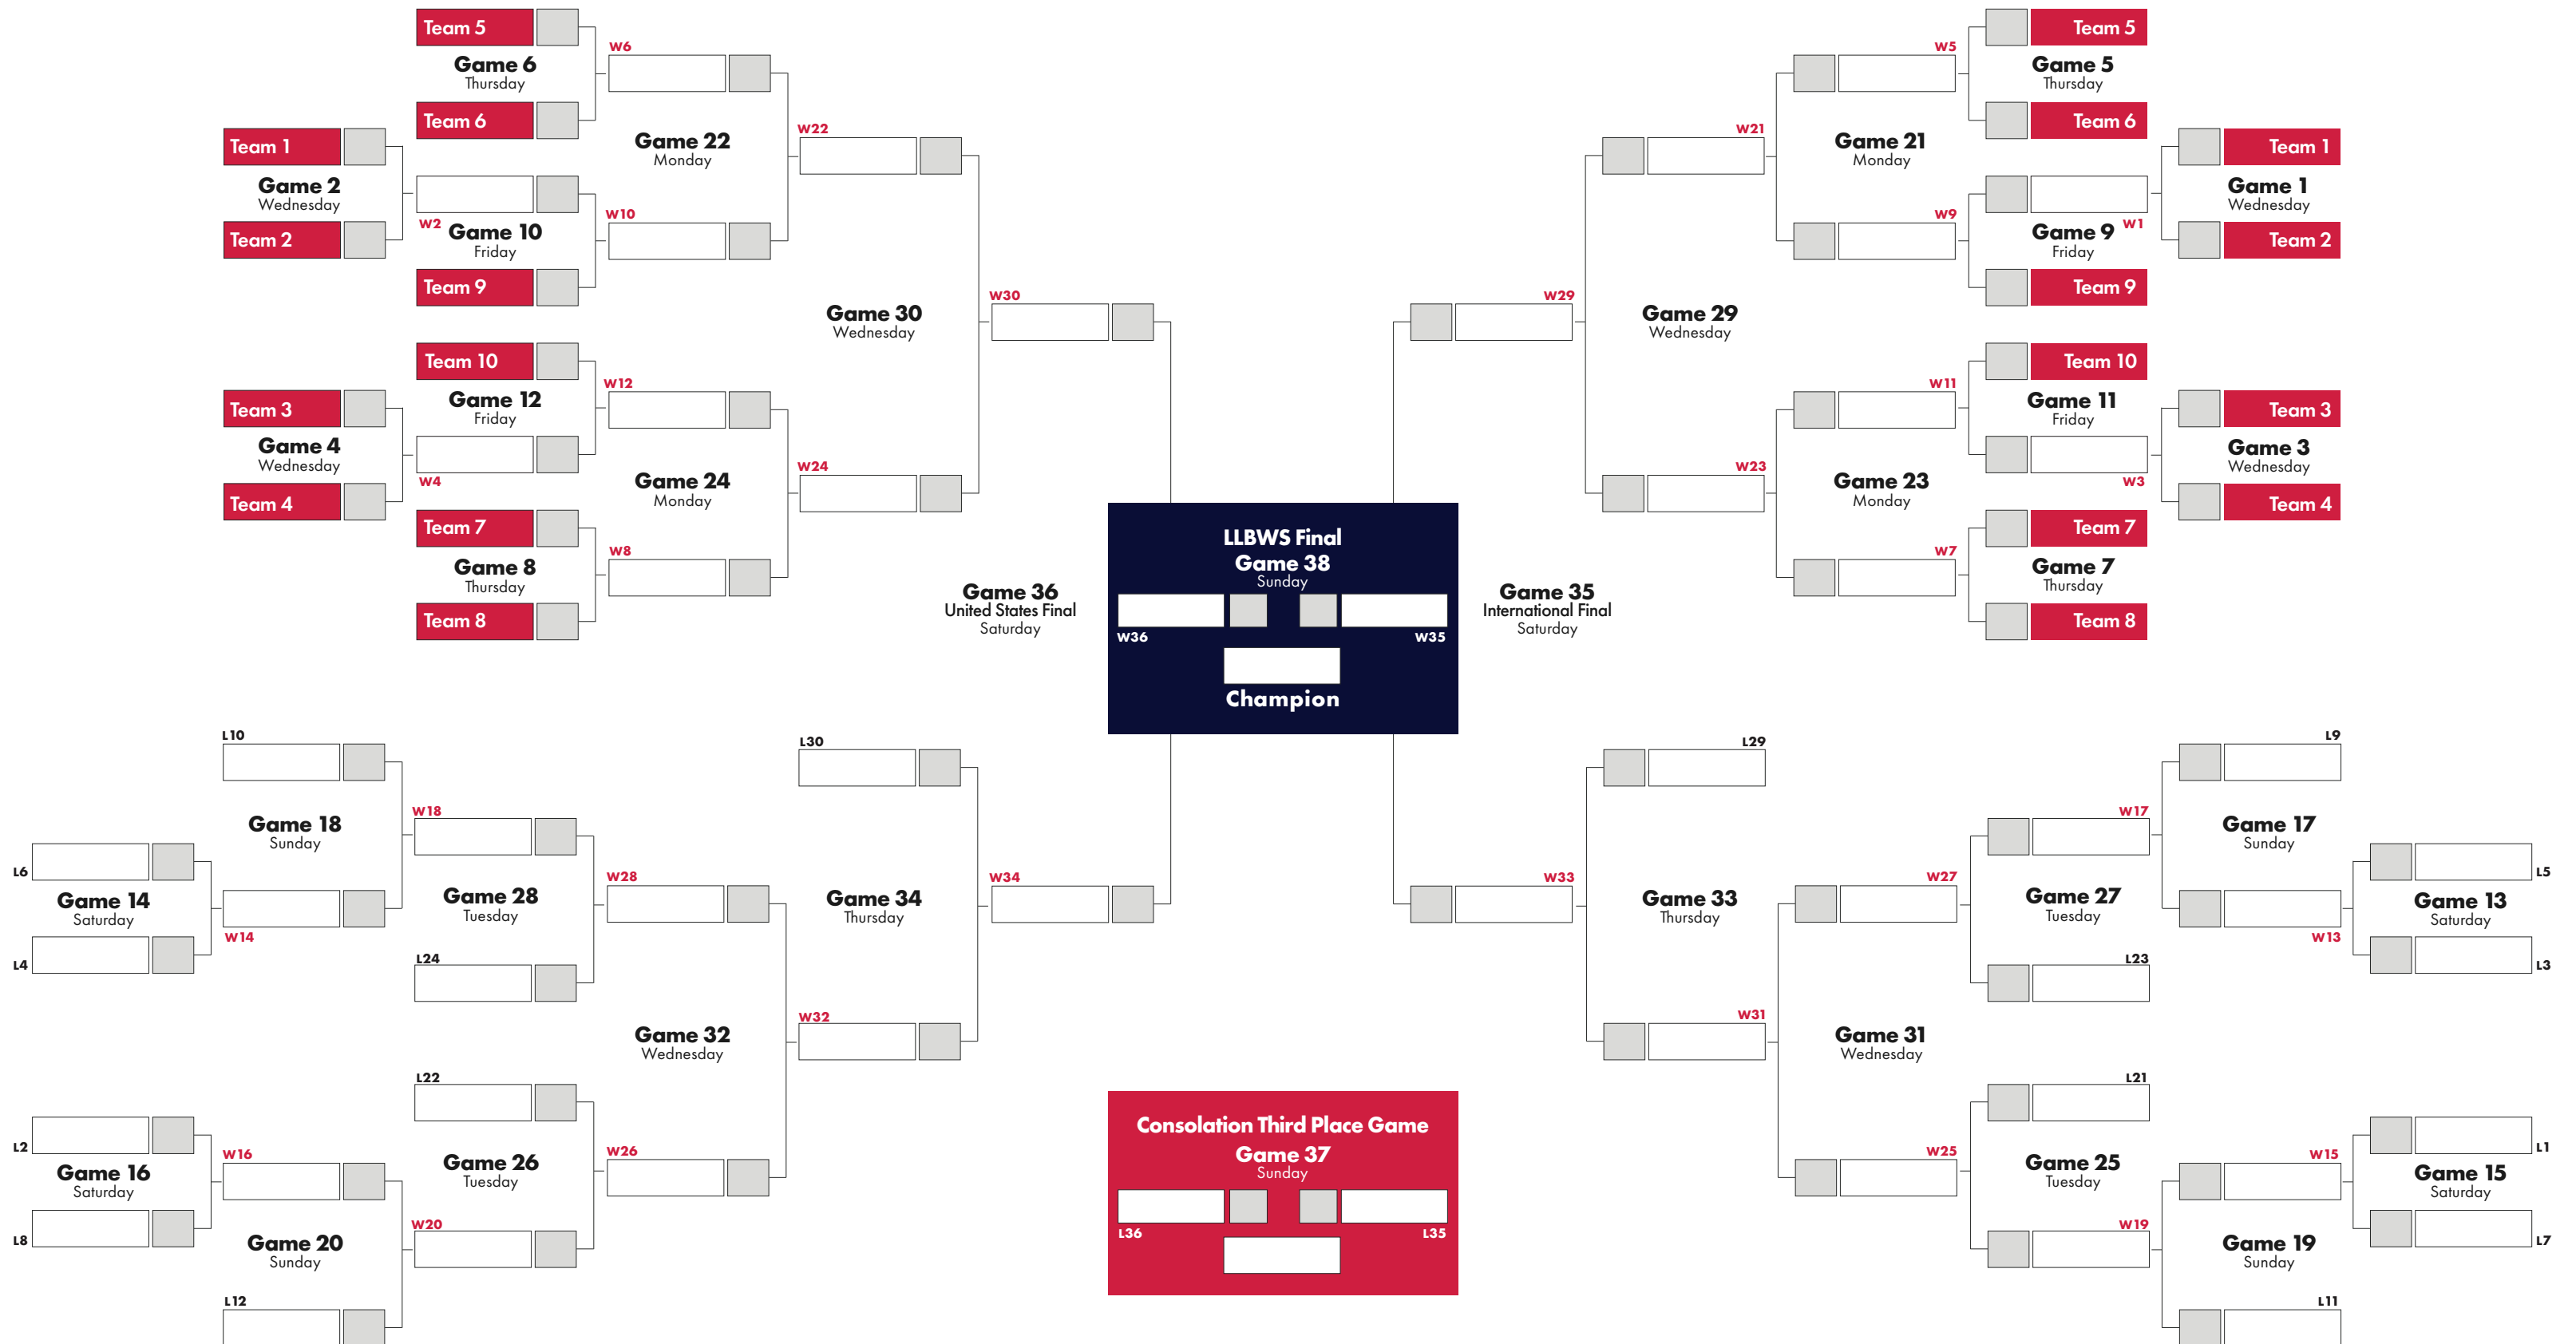 Team 5
Game 6
Thursday
Team 6
W6
Team 1
Game 2
Wednesday
Team 2
W2
Game 10
Friday
Team 9
W10
Game 22
Monday
W22
Team 10
Game 12
Friday
W12
Team 3
Game 4
Wednesday
Team 4
W4
Team 7
Game 8
Thursday
Team 8
W8
Game 24
Monday
W24
Game 30
Wednesday
W30
Game 36
United States Final
Saturday
LLBWS Final
Game 38
Sunday
W36
W35
Champion
Game 35
International Final
Saturday
W29
Game 29
Wednesday
W21
Game 21
Monday
W5
Team 5
Game 5
Thursday
Team 6
W9
Game 9
Friday
W1
Team 9
Team 1
Game 1
Wednesday
Team 2
W23
Game 23
Monday
W11
Team 10
Game 11
Friday
W3
Team 3
Game 3
Wednesday
Team 4
W7
Team 7
Game 7
Thursday
Team 8
L10
Game 18
Sunday
L6
Game 14
Saturday
L4
W14
W18
Game 28
Tuesday
L24
W28
L2
Game 16
Saturday
L8
W16
Game 20
Sunday
L12
L22
Game 26
Tuesday
W20
W26
Game 32
Wednesday
W32
L30
Game 34
Thursday
W34
Consolation Third Place Game
Game 37
Sunday
L36
L35
W33
L29
Game 33
Thursday
W31
W27
Game 31
Wednesday
W25
W17
Game 27
Tuesday
L23
L9
Game 17
Sunday
W13
L5
Game 13
Saturday
L3
L21
Game 25
Tuesday
W19
W15
Game 19
Sunday
L11
L1
Game 15
Saturday
L7